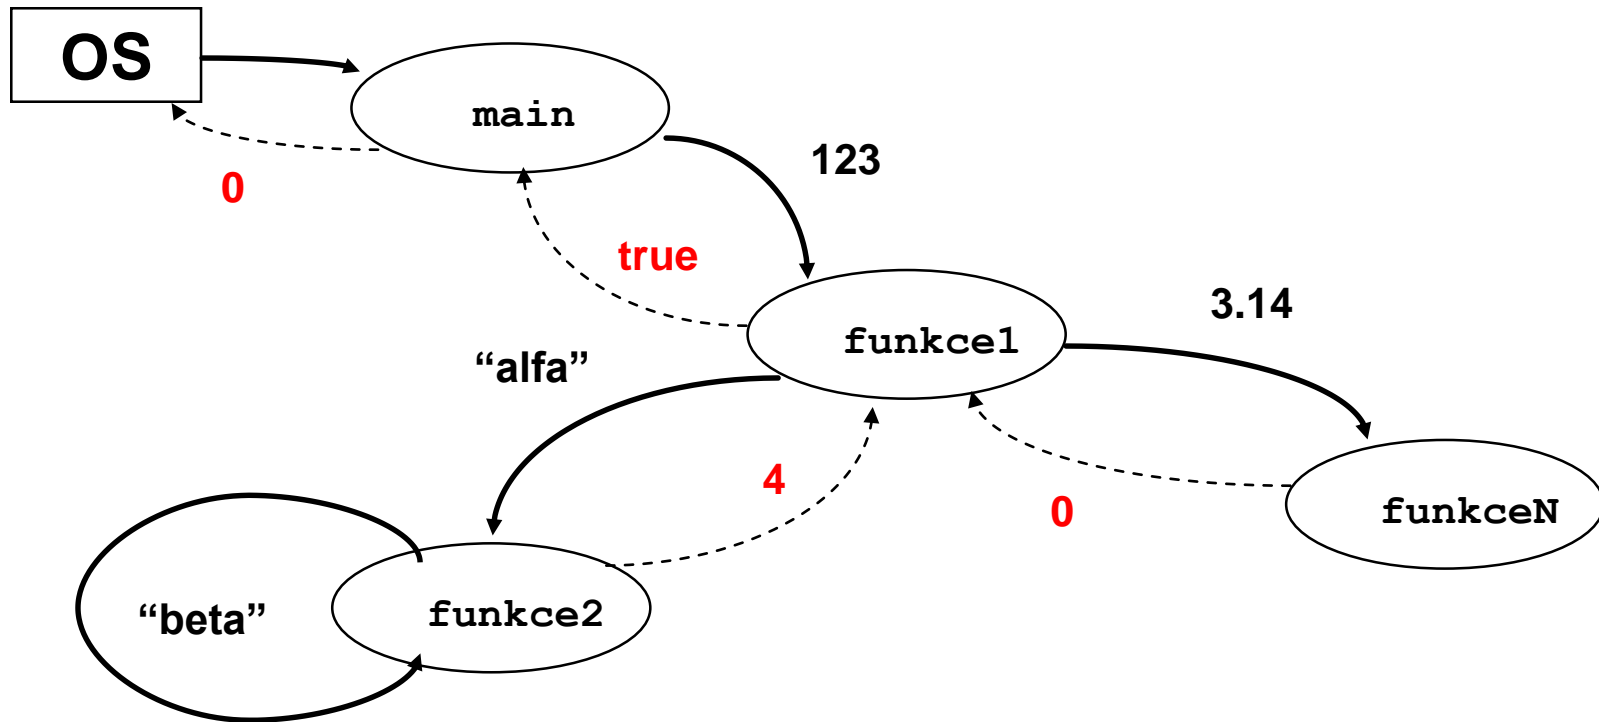 OS
main
0
123
true
funkce1
3.14
“alfa”
4
0
funkceN
“beta”
funkce2